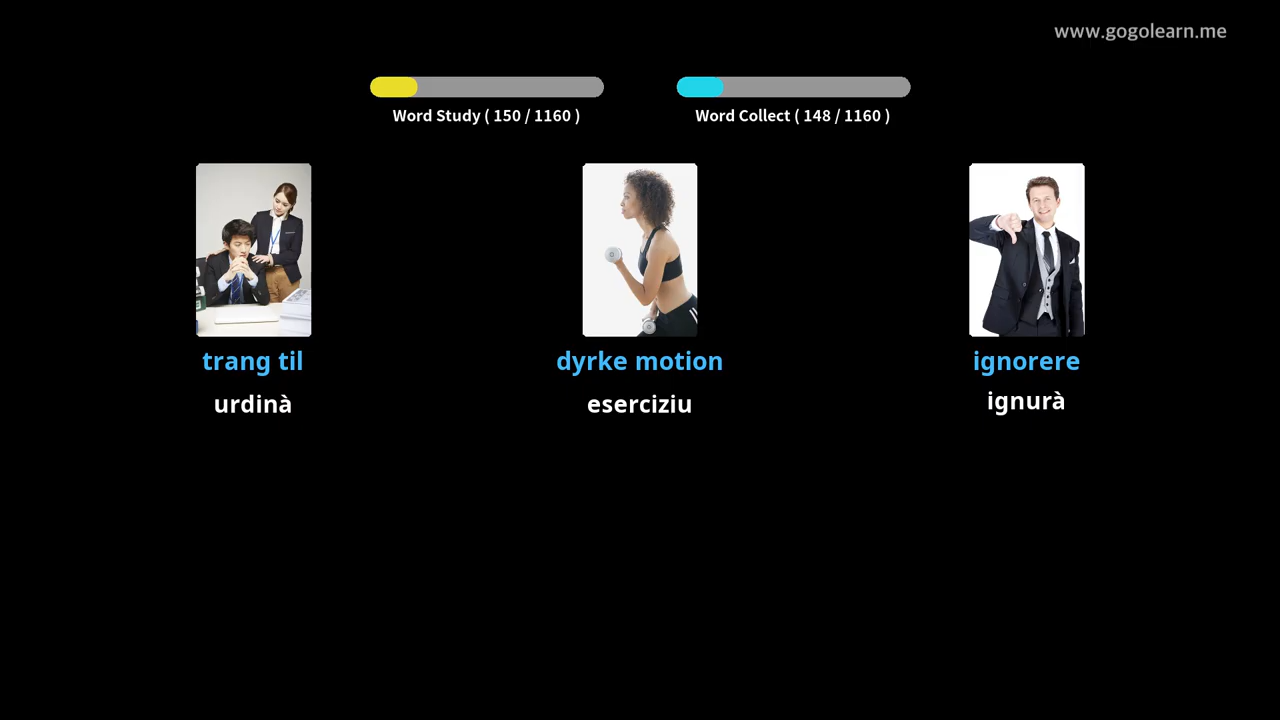 www.gogolearn.me
Word Study ( 150 / 1160 )
Word Collect ( 148 / 1160 )
trang til
dyrke motion
ignorere
urdinà
eserciziu
ignurà